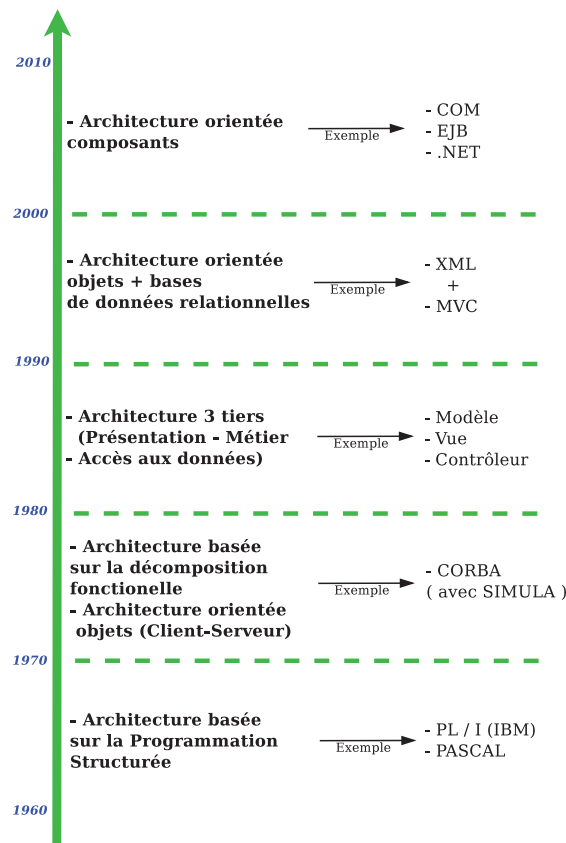 2010
- Architecture orientée
composants
Exemple
- COM
- EJB
- .NET
2000
- Architecture orientée
objets + bases
de données relationnelles
Exemple
- XML
+
- MVC
1990
- Architecture 3 tiers
(Présentation - Métier
- Accès aux données)
Exemple
- Modèle
- Vue
- Contrôleur
1980
- Architecture basée
sur la décomposition
fonctionelle
- Architecture orientée
objets (Client-Serveur)
Exemple
- CORBA
( avec SIMULA )
1970
- Architecture basée
sur la Programmation
Structurée
Exemple
- PL / I (IBM)
- PASCAL
1960